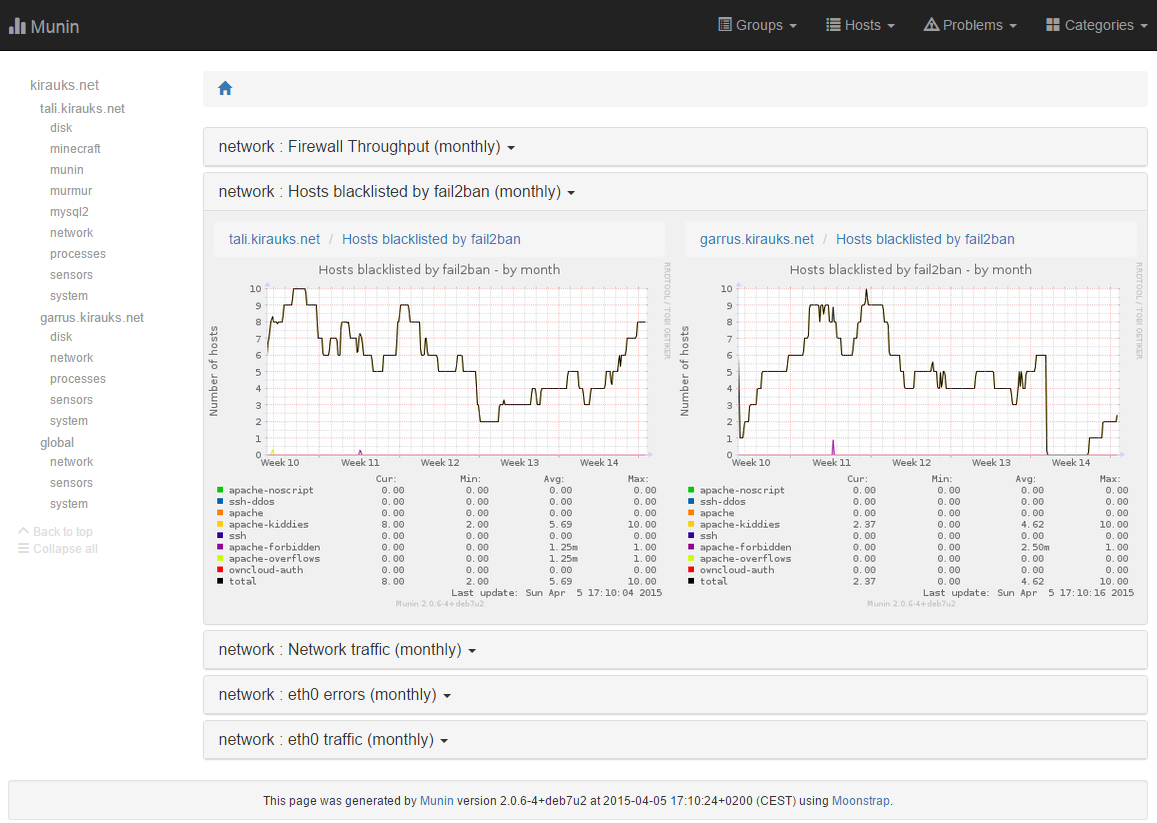 Munin
Groups Hosts Problems Categories
kirauks.net
tali.kirauks.net
disk
minecraft
munin
murmur
mysql2
network
processes
sensors
system
garrus.kirauks.net
disk
network
processes
sensors
system
global
network
sensors
system
Back to top
Collapse all
network : Firewall Throughput (monthly)
network : Hosts blacklisted by fail2ban (monthly)
tali.kirauks.net / Hosts blacklisted by fail2ban
Hosts blacklisted by fail2ban - by month
RRDTOOL / TOBI OETIKER
Number of hosts
10
9
8
7
6
5
4
3
2
1
0
Week 10 Week 11 Week 12 Week 13 Week 14
Cur: Min: Avg: Max:
apache-noscript 0.00 0.00 0.00 0.00
ssh-ddos 0.00 0.00 0.00 0.00
apache 0.00 0.00 0.00 0.00
apache-kiddies 8.00 2.00 5.69 10.00
ssh 0.00 0.00 0.00 0.00
apache-forbidden 0.00 0.00 1.25m 1.00
apache-overflows 0.00 0.00 1.25m 1.00
owncloud-auth 0.00 0.00 0.00 0.00
total 8.00 2.00 5.69 10.00
Last update: Sun Apr 5 17:10:04 2015
Munin 2.0.6-4+deb7u2
garrus.kirauks.net / Hosts blacklisted by fail2ban
Hosts blacklisted by fail2ban - by month
RRDTOOL / TOBI OETIKER
Number of hosts
10
9
8
7
6
5
4
3
2
1
0
Week 10 Week 11 Week 12 Week 13 Week 14
Cur: Min: Avg: Max:
apache-noscript 0.00 0.00 0.00 0.00
ssh-ddos 0.00 0.00 0.00 0.00
apache 0.00 0.00 0.00 0.00
apache-kiddies 2.37 0.00 4.62 10.00
ssh 0.00 0.00 0.00 0.00
apache-forbidden 0.00 0.00 2.50m 1.00
apache-overflows 0.00 0.00 0.00 0.00
owncloud-auth 0.00 0.00 0.00 0.00
total 2.37 0.00 4.62 10.00
Last update: Sun Apr 5 17:10:16 2015
Munin 2.0.6-4+deb7u2
network : Network traffic (monthly)
network : eth0 errors (monthly)
network : eth0 traffic (monthly)
This page was generated by Munin version 2.0.6-4+deb7u2 at 2015-04-05 17:10:24+0200 (CEST) using Moonstrap.